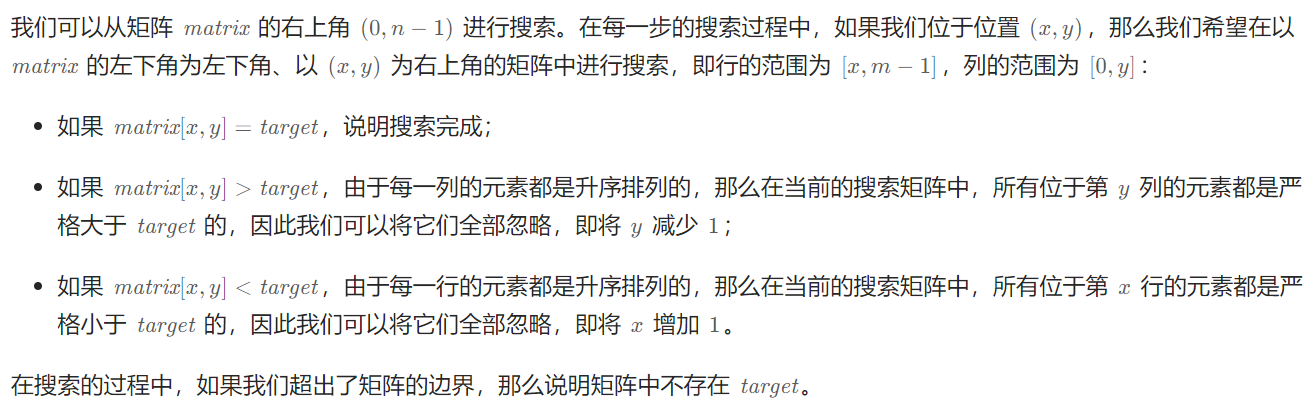 我们可以从矩阵 matrix 的右上角 (0, n − 1) 进行搜索。在每一步的搜索过程中，如果我们位于位置 (x, y)，那么我们希望在以
matrix 的左下角为左下角、以 (x, y) 为右上角的矩阵中进行搜索，即行的范围为 [x, m − 1]，列的范围为 [0, y]：
• 如果 matrix[x, y] = target，说明搜索完成；
• 如果 matrix[x, y] > target，由于每一列的元素都是升序排列的，那么在当前的搜索矩阵中，所有位于第 y 列的元素都是严
格大于 target 的，因此我们可以将它们全部忽略，即将 y 减少 1；
• 如果 matrix[x, y] < target，由于每一行的元素都是升序排列的，那么在当前的搜索矩阵中，所有位于第 x 行的元素都是严
格小于 target 的，因此我们可以将它们全部忽略，即将 x 增加 1。
在搜索的过程中，如果我们超出了矩阵的边界，那么说明矩阵中不存在 target。